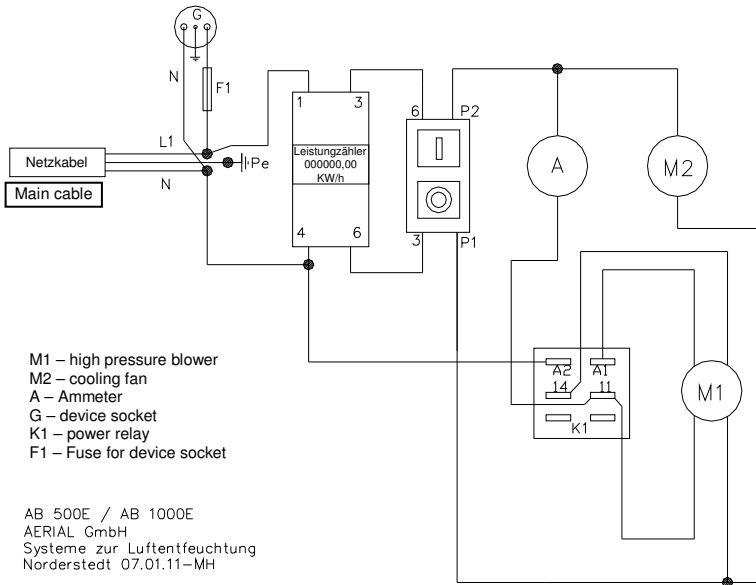 G
N
F1
L1
Netzkabel
Main cable
N
Pe
1
3
Leistungzähler
000000,00
KW/h
4
6
6
P2
3
P1
A
M2
A2
A1
14
11
K1
M1
M1 – high pressure blower
M2 – cooling fan
A – Ammeter
G – device socket
K1 – power relay
F1 – Fuse for device socket
AB 500E / AB 1000E
AERIAL GmbH
Systeme zur Luftentfeuchtung
Norderstedt 07.01.11–MH